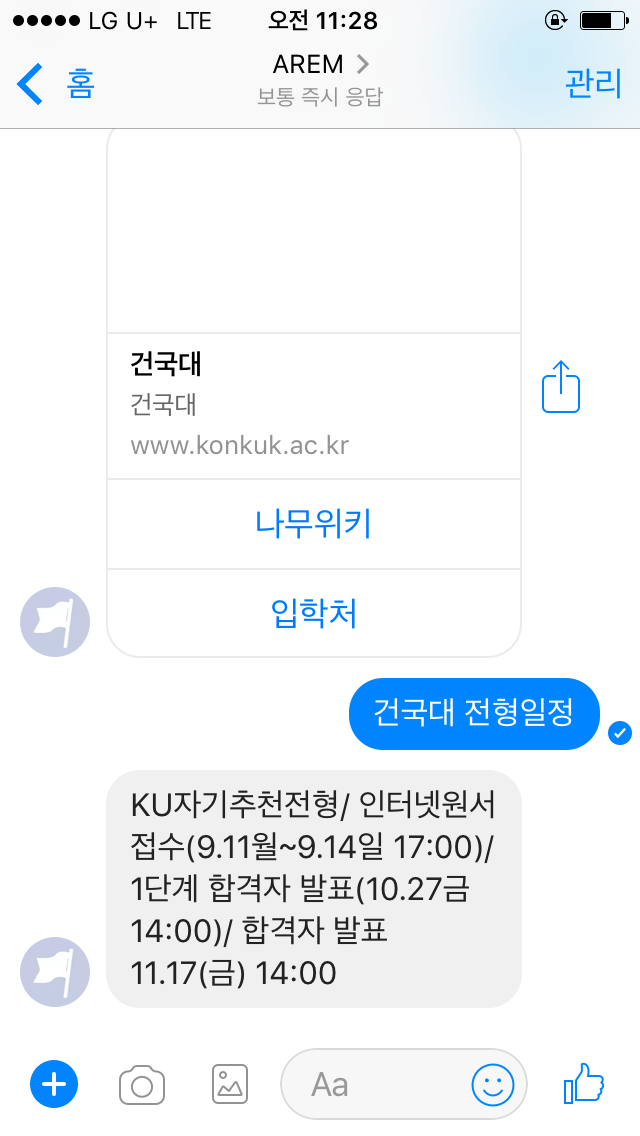 LG U+ LTE 오전 11:28
홈 AREM 관리
보통 즉시 응답
건국대
건국대
www.konkuk.ac.kr
나무위키
입학처
건국대 전형일정
KU자기추천전형/ 인터넷원서
접수(9.11월~9.14일 17:00)/
1단계 합격자 발표(10.27금
14:00)/ 합격자 발표
11.17(금) 14:00
Aa